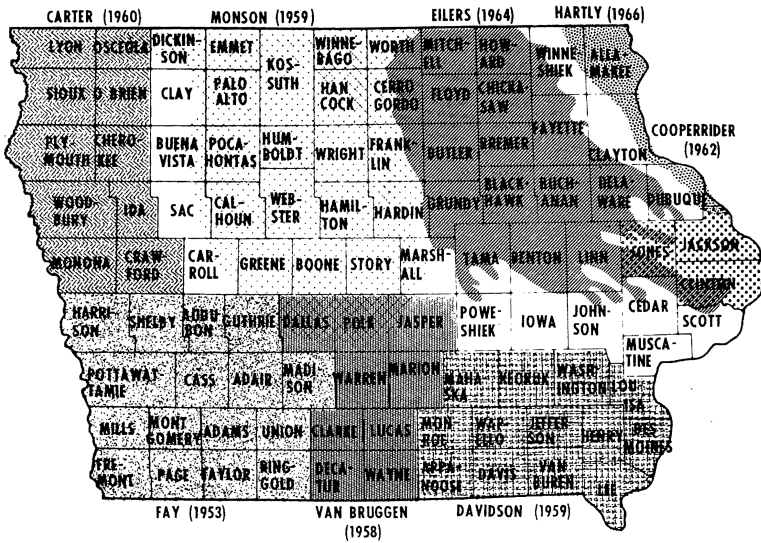 CARTER (1960) MONSON (1959) EILERS (1964) HARTLY (1966)
LYON OSCEOLA DICKIN-
SON EMMET WINNE-
BAGO WORTH MITCH-
ELL HOW-
ARD WINNE-
SHIEK ALLA-
MAKEE
KOS-
SUTH
SIOUX O BRIEN CLAY PALO
ALTO HAN
COCK CERRO
GORDO FLOYD CHICKA-
SAW
FAYETTE
CLAYTON
COOPERRIDER
(1962)
PLY-
MOUTH CHERO-
KEE BUENA
VISTA POCA-
HONTAS HUM-
BOLDT WRIGHT FRANK-
LIN BUTLER BREMER
WOOD-
BURY IDA SAC CAL-
HOUN WEB-
STER HAMIL-
TON HARDIN GRUNDY BLACK-
HAWK BUCH-
ANAN DELA-
WARE DUBUQUE
MONONA CRAW-
FORD CAR-
ROLL GREENE BOONE STORY MARSH-
ALL TAMA BENTON LINN JONES JACKSON
CLINTON
HARRI-
SON SHELBY AUDU
BON GUTHRIE DALLAS POLK JASPER POWE-
SHIEK IOWA JOHN-
SON CEDAR SCOTT
MUSCA-
TINE
POTTAWAT-
TAMIE CASS ADAIR MADI
SON WARREN MARION MAHA
SKA KEOKUK WASH-
INGTON LOU
ISA
MILLS MONT
GOMERY ADAMS UNION CLARKE LUCAS MON
ROE WAP-
ELLO JEFFER
SON HENRY DES
MOINES
FRE-
MONT PAGE TAYLOR RING-
GOLD DECA-
TUR WAYNE APPA-
NOOSE DAVIS VAN
BUREN LEE
FAY (1953) VAN BRUGGEN
(1958) DAVIDSON (1959)